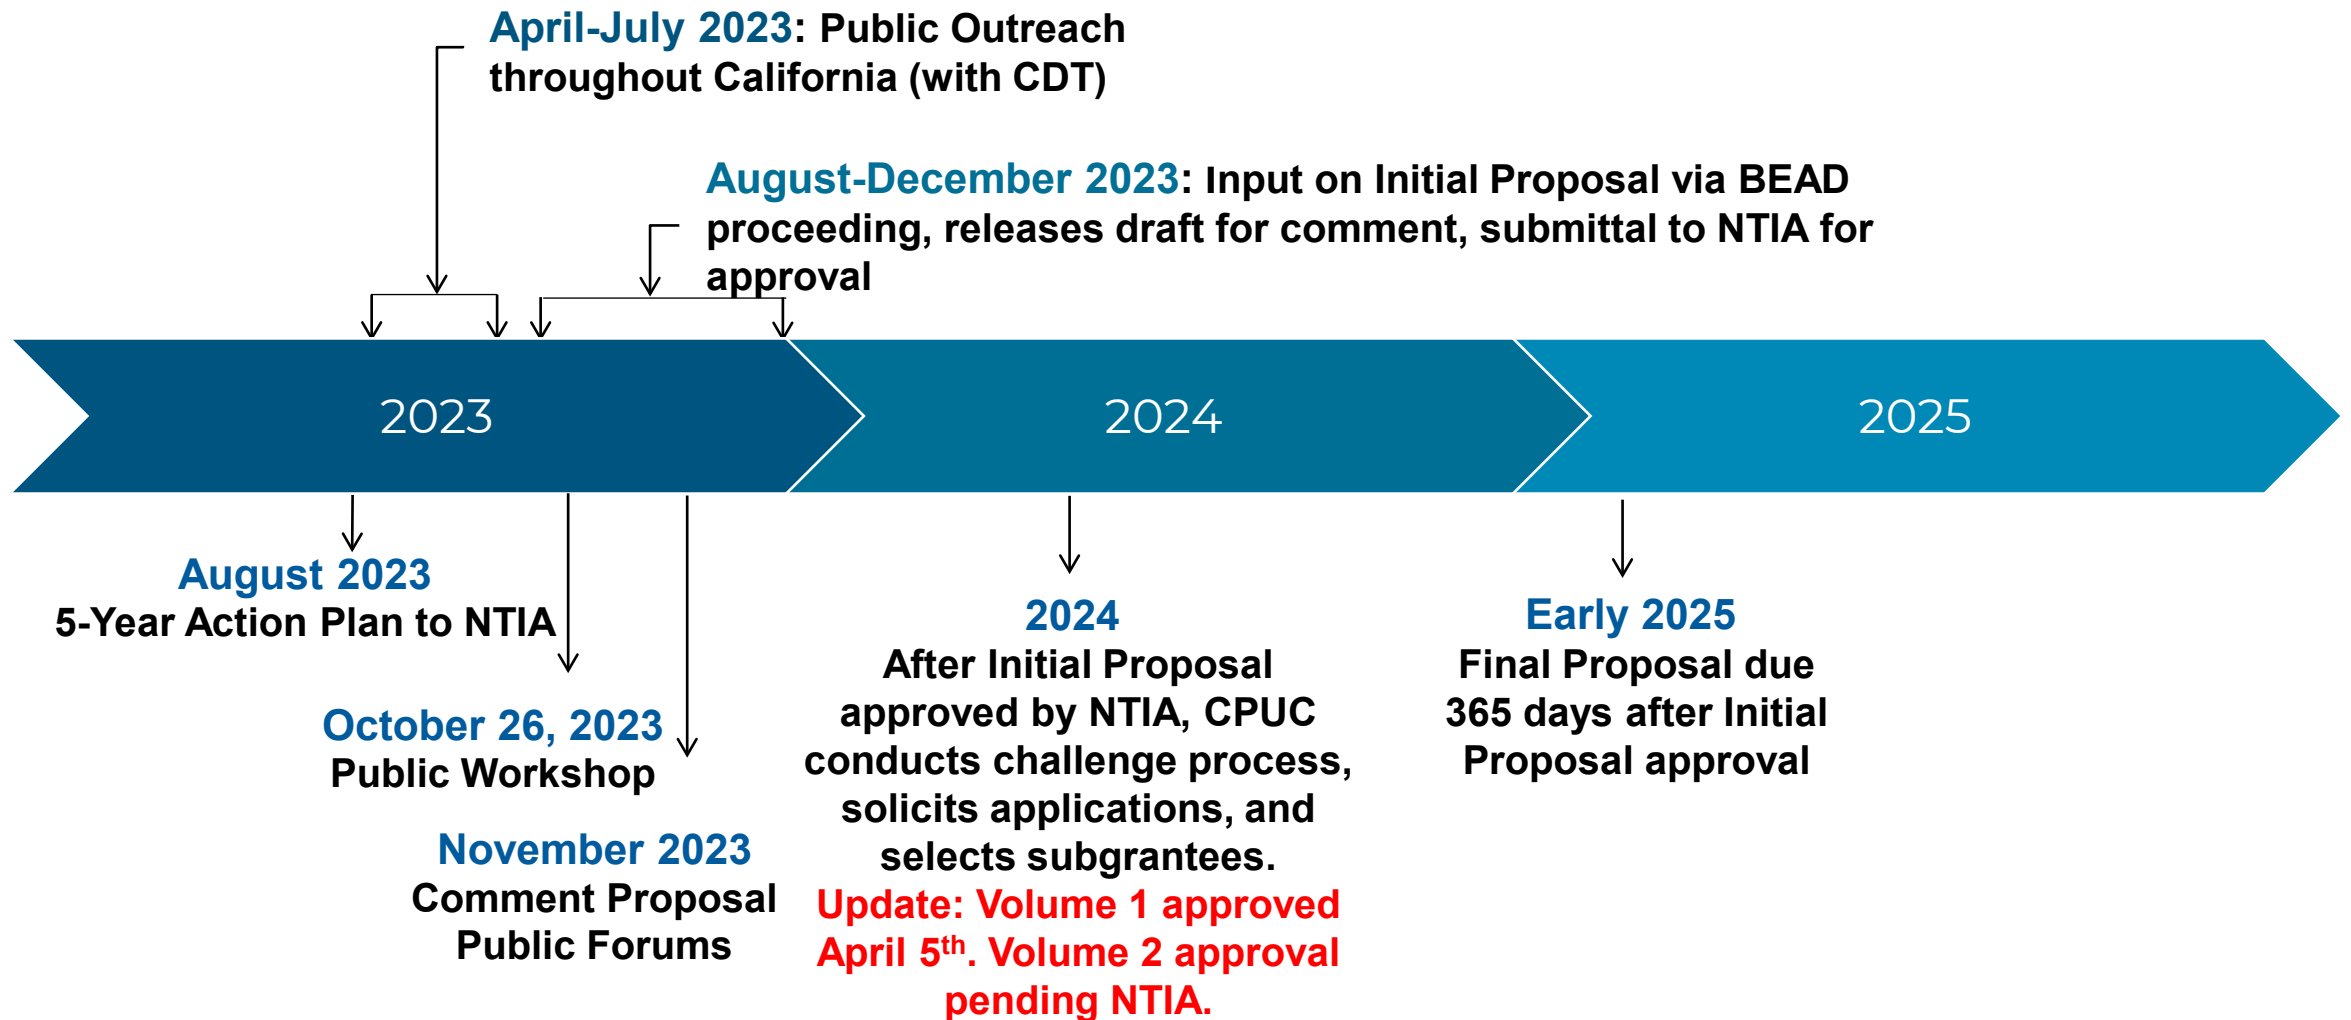 April-July 2023: Public Outreach
throughout California (with CDT)
August-December 2023: Input on Initial Proposal via BEAD
proceeding, releases draft for comment, submittal to NTIA for
approval
2023
2024
2025
August 2023
5-Year Action Plan to NTIA
October 26, 2023
Public Workshop
November 2023
Comment Proposal
Public Forums
2024
After Initial Proposal
approved by NTIA, CPUC
conducts challenge process,
solicits applications, and
selects subgrantees.
Update: Volume 1 approved
April 5th. Volume 2 approval
pending NTIA.
Early 2025
Final Proposal due
365 days after Initial
Proposal approval